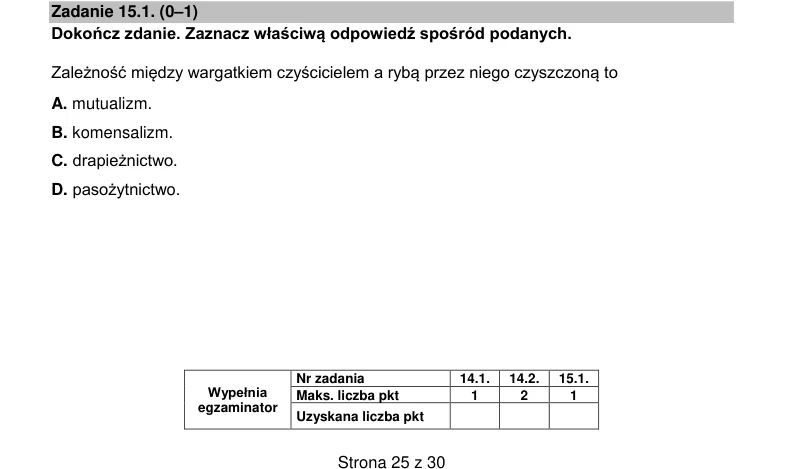 Zadanie 15.1. (0–1)
Dokończ zdanie. Zaznacz właściwą odpowiedź spośród podanych.
Zależność między wargatkiem czyścicielem a rybą przez niego czyszczoną to
A. mutualizm.
B. komensalizm.
C. drapieżnictwo.
D. pasożytnictwo.
Wypełnia egzaminator
Nr zadania 14.1. 14.2. 15.1.
Maks. liczba pkt 1 2 1
Uzyskana liczba pkt
Strona 25 z 30